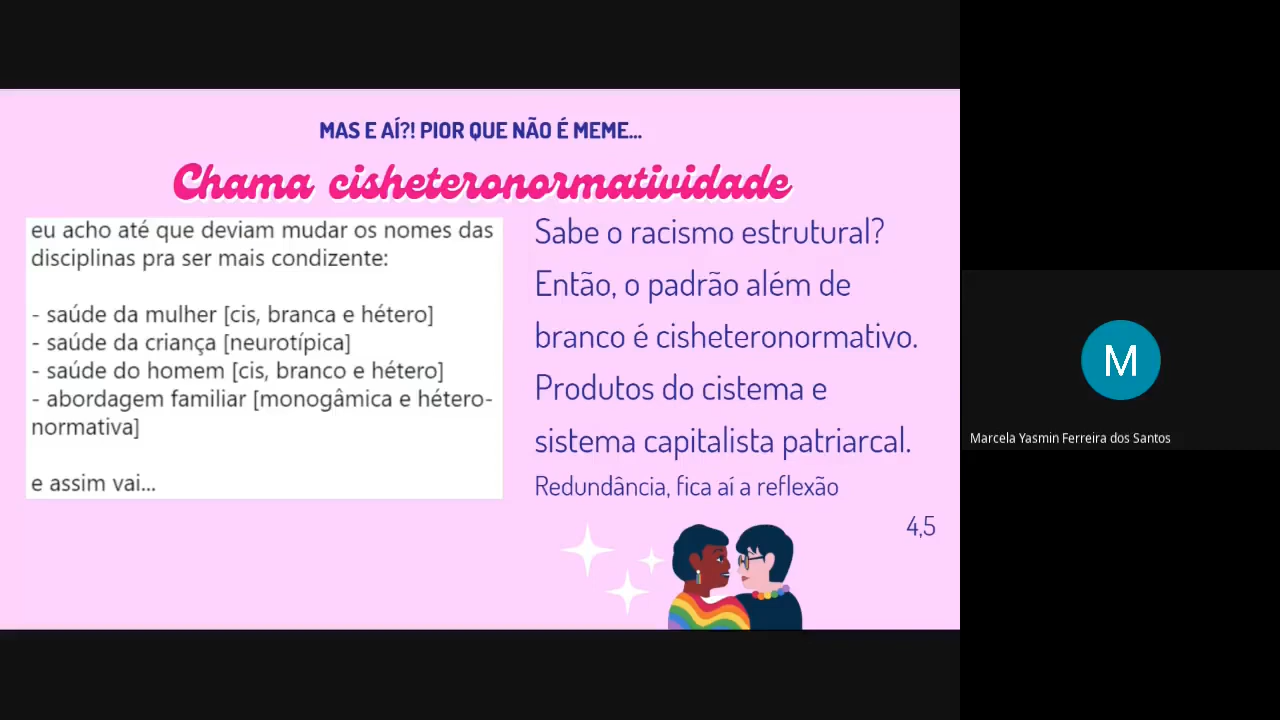 MAS E AÍ?! PIOR QUE NÃO É MEME...
Chama cisheteronormatividade
eu acho até que deviam mudar os nomes das
disciplinas pra ser mais condizente:
- saúde da mulher [cis, branca e hétero]
- saúde da criança [neurotípica]
- saúde do homem [cis, branco e hétero]
- abordagem familiar [monogâmica e hétero-
normativa]
e assim vai...
Sabe o racismo estrutural?
Então, o padrão além de
branco é cisheteronormativo.
Produtos do cistema e
sistema capitalista patriarcal.
Redundância, fica aí a reflexão
4,5
M
Marcela Yasmin Ferreira dos Santos